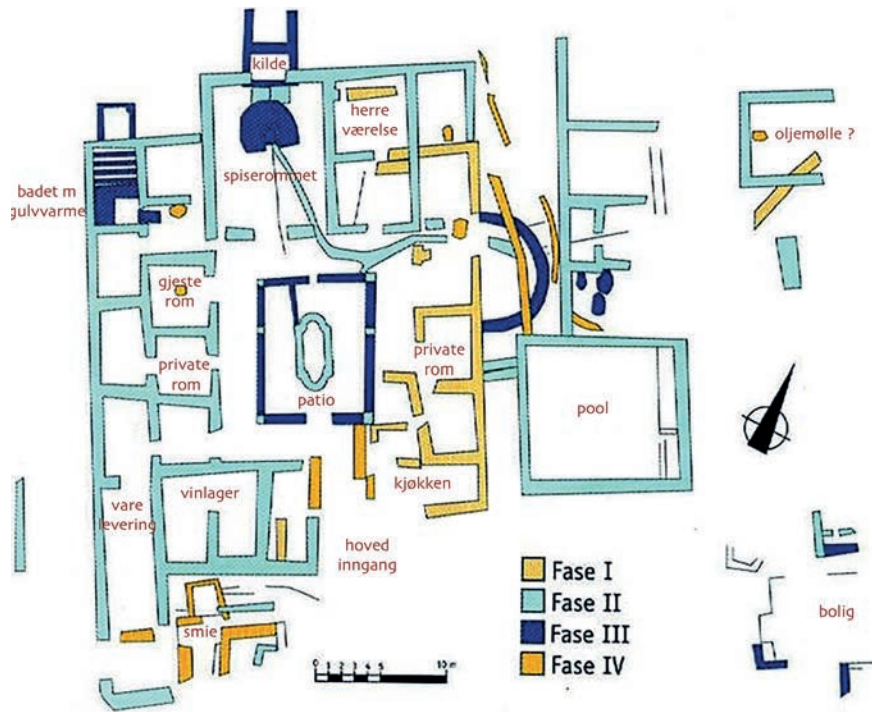 kilde
herre
værelse
oljemølle ?
badet m
gulvvarme
spiserommet
gjeste
rom
private
rom
patio
private
rom
pool
vinlager
vare
levering
kjøkken
hoved
inngang
smie
bolig
Fase I
Fase II
Fase III
Fase IV
0 1 2 3 4 5 10 m